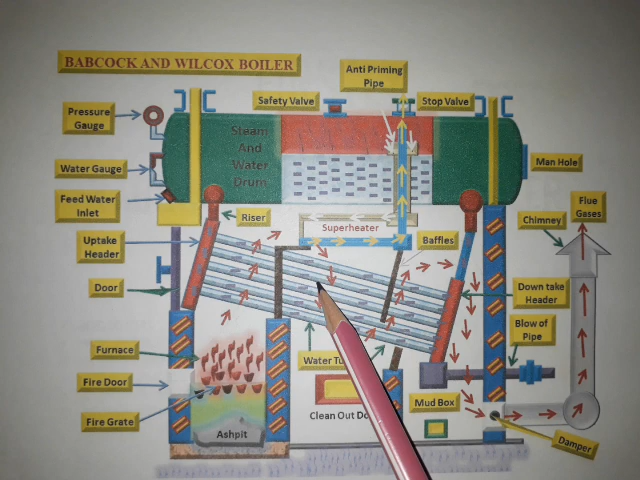 BABCOCK AND WILCOX BOILER
Anti Priming
Pipe
Safety Valve
Stop Valve
Pressure
Gauge
Steam
And
Water
Drum
Water Gauge
Man Hole
Feed Water
Inlet
Riser
Superheater
Chimney
Flue
Gases
Uptake
Header
Baffles
Door
Down take
Header
Blow of
Pipe
Furnace
Water Tu
Fire Door
Fire Grate
Clean Out Do
Mud Box
Ashpit
Damper